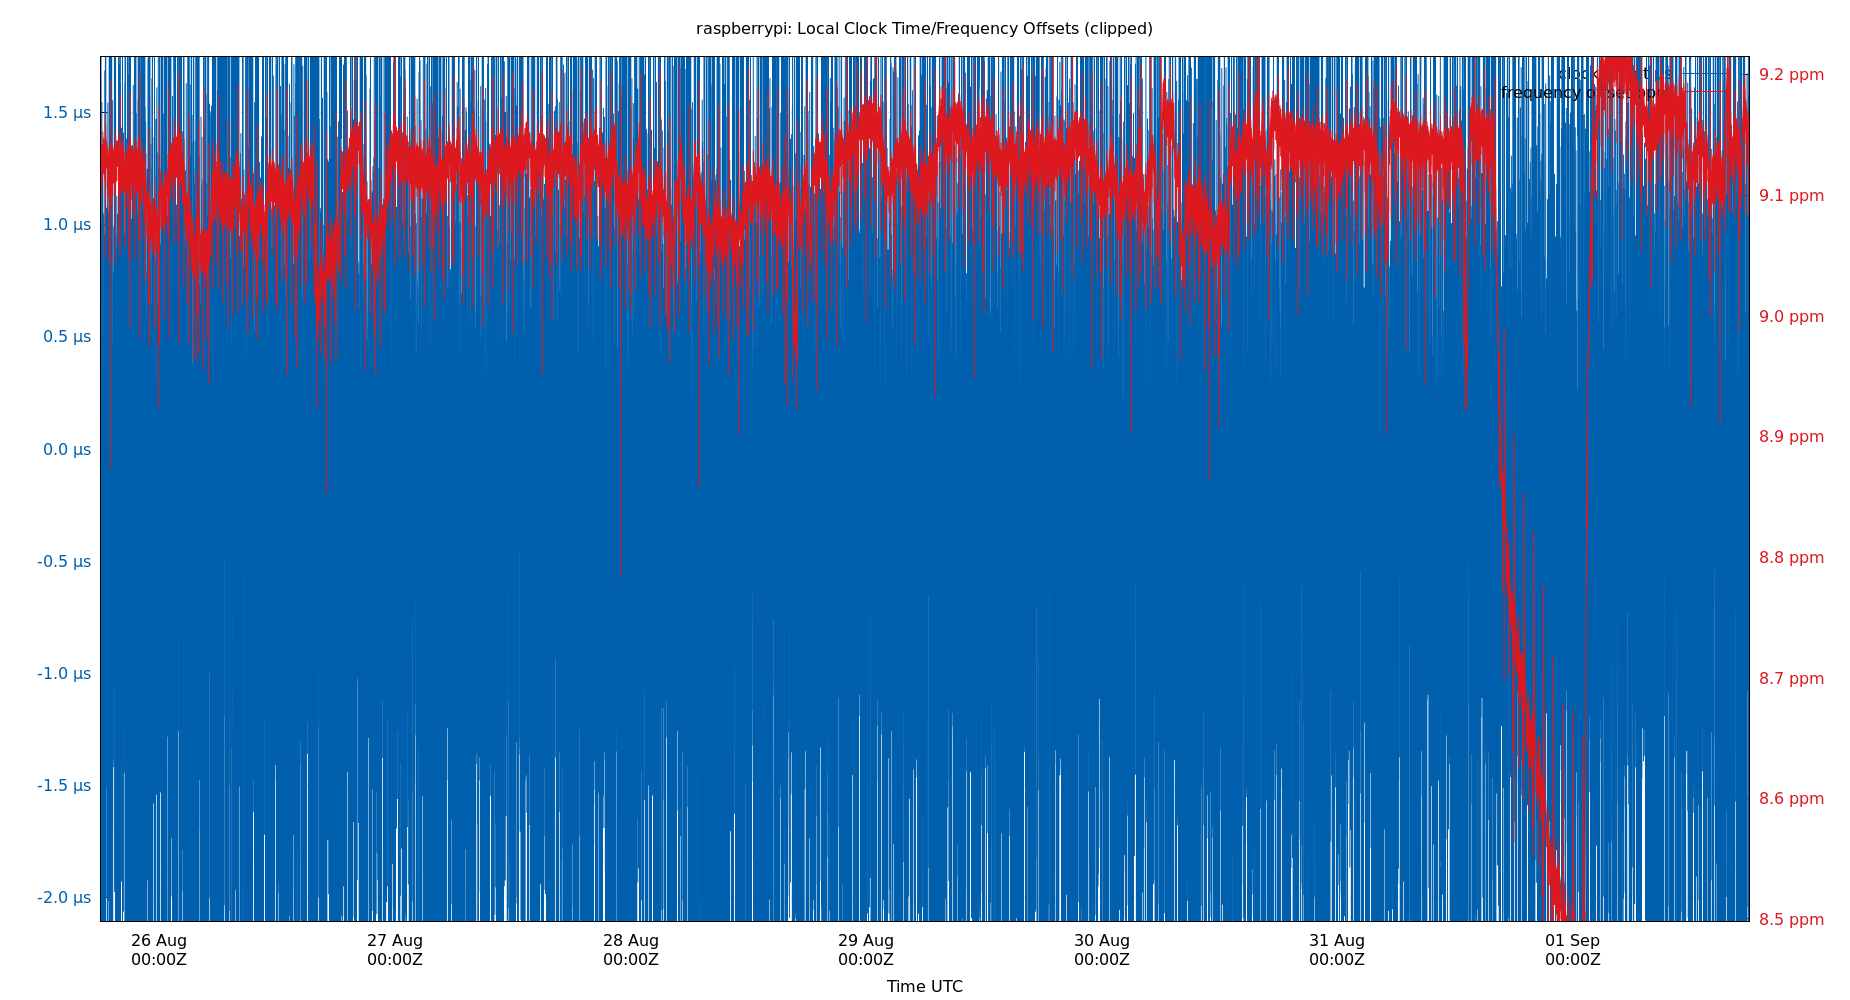 raspberrypi: Local Clock Time/Frequency Offsets (clipped)
1.5 µs
1.0 µs
0.5 µs
0.0 µs
-0.5 µs
-1.0 µs
-1.5 µs
-2.0 µs
frequency offset ppm
9.2 ppm
9.1 ppm
9.0 ppm
8.9 ppm
8.8 ppm
8.7 ppm
8.6 ppm
8.5 ppm
26 Aug
00:00Z
27 Aug
00:00Z
28 Aug
00:00Z
29 Aug
00:00Z
30 Aug
00:00Z
31 Aug
00:00Z
01 Sep
00:00Z
Time UTC